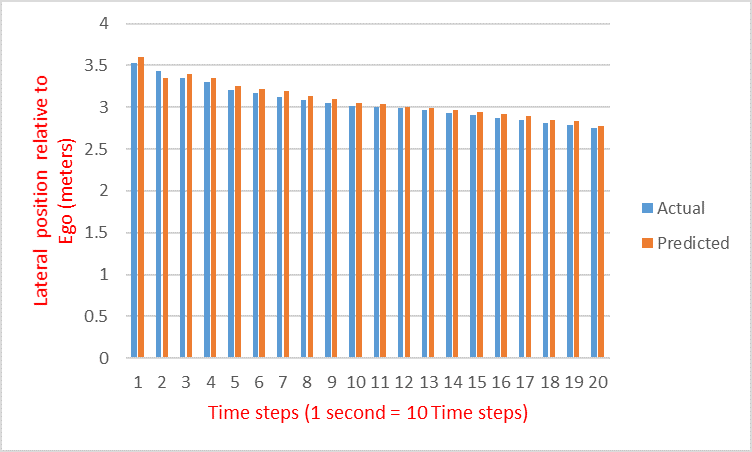 4
3.5
3
2.5
2
1.5
1
0.5
0
Lateral position relative to
Ego (meters)
1 2 3 4 5 6 7 8 9 10 11 12 13 14 15 16 17 18 19 20
Time steps (1 second = 10 Time steps)
Actual
Predicted